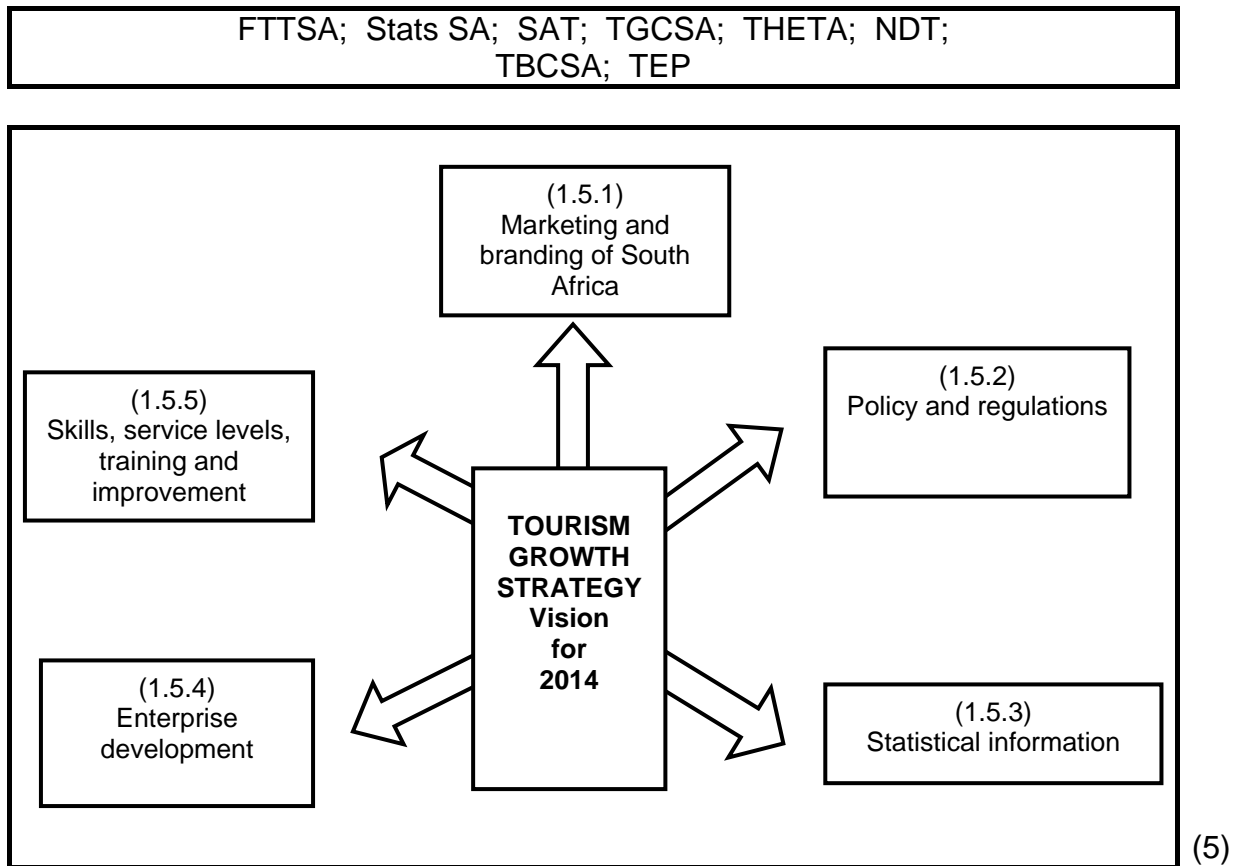 FTTSA; Stats SA; SAT; TGCSA; THETA; NDT;
TBCSA; TEP
(1.5.1)
Marketing and
branding of South
Africa
(1.5.2)
Policy and regulations
(1.5.5)
Skills, service levels,
training and
improvement
TOURISM
GROWTH
STRATEGY
Vision
for
2014
(1.5.4)
Enterprise
development
(1.5.3)
Statistical information
(5)